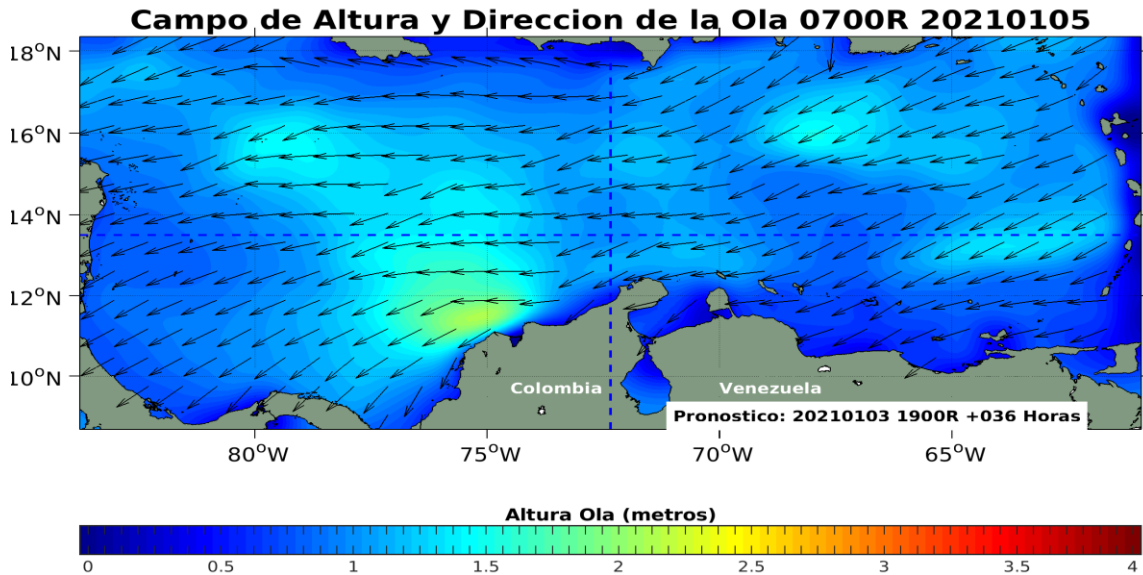 Campo de Altura y Direccion de la Ola 0700R 20210105
18°N
16°N
14°N
12°N
10°N
Colombia
Venezuela
Pronostico: 20210103 1900R +036 Horas
80°W
75°W
70°W
65°W
Altura Ola (metros)
0 0.5 1 1.5 2 2.5 3 3.5 4